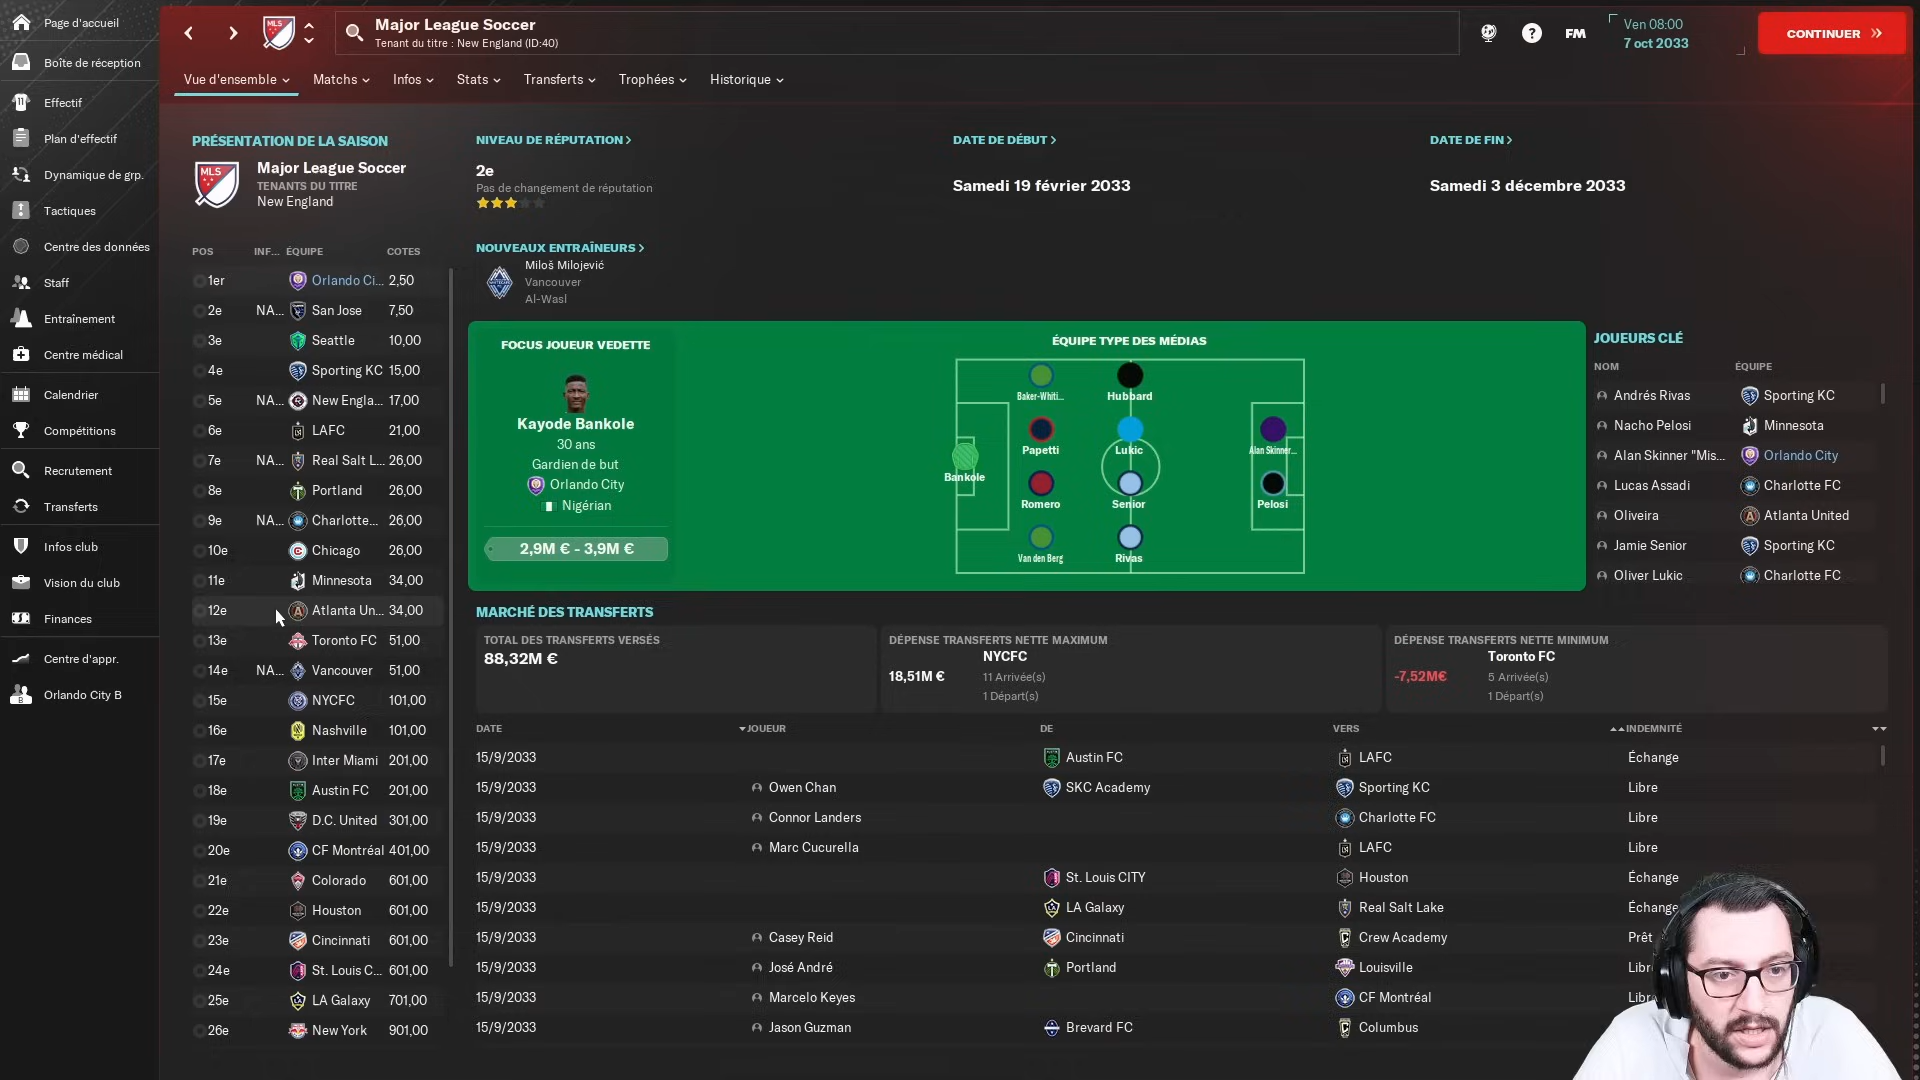 Page d'accueil
Boîte de réception
Effectif
Plan d'effectif
Dynamique de grp.
Tactiques
Centre des données
Staff
Entraînement
Centre médical
Calendrier
Compétitions
Recrutement
Transferts
Infos club
Vision du club
Finances
Centre d'appr.
Orlando City B
MLS
Major League Soccer
Tenant du titre : New England (ID:40)
? FM
Ven 08:00
7 oct 2033
CONTINUER
Vue d'ensemble Matchs Infos Stats Transferts Trophées Historique
PRÉSENTATION DE LA SAISON
MLS
Major League Soccer
TENANTS DU TITRE
New England
NIVEAU DE RÉPUTATION
2e
Pas de changement de réputation
DATE DE DÉBUT
Samedi 19 février 2033
DATE DE FIN
Samedi 3 décembre 2033
NOUVEAUX ENTRAÎNEURS
Miloš Milojević
Vancouver
Al-Wasl
POS INF... ÉQUIPE COTES
1er Orlando Ci... 2,50
2e NA... San Jose 7,50
3e Seattle 10,00
4e Sporting KC 15,00
5e NA... New Engla... 17,00
6e LAFC 21,00
7e NA... Real Salt L... 26,00
8e Portland 26,00
9e NA... Charlotte... 26,00
10e Chicago 26,00
11e Minnesota 34,00
12e Atlanta Un... 34,00
13e Toronto FC 51,00
14e NA... Vancouver 51,00
15e NYCFC 101,00
16e Nashville 101,00
17e Inter Miami 201,00
18e Austin FC 201,00
19e D.C. United 301,00
20e CF Montréal 401,00
21e Colorado 601,00
22e Houston 601,00
23e Cincinnati 601,00
24e St. Louis C... 601,00
25e LA Galaxy 701,00
26e New York 901,00
FOCUS JOUEUR VEDETTE
Kayode Bankole
30 ans
Gardien de but
Orlando City
Nigérian
2,9M € - 3,9M €
ÉQUIPE TYPE DES MÉDIAS
Baker-Whiti... Hubbard
Papetti Lukic Alan Skinner...
Bankole
Romero Senior Pelosi
Van den Berg Rivas
JOUEURS CLÉ
NOM ÉQUIPE
Andrés Rivas Sporting KC
Nacho Pelosi Minnesota
Alan Skinner "Mis... Orlando City
Lucas Assadi Charlotte FC
Oliveira Atlanta United
Jamie Senior Sporting KC
Oliver Lukic Charlotte FC
MARCHÉ DES TRANSFERTS
TOTAL DES TRANSFERTS VERSÉS
88,32M €
DÉPENSE TRANSFERTS NETTE MAXIMUM
NYCFC
18,51M € 11 Arrivée(s)
1 Départ(s)
DÉPENSE TRANSFERTS NETTE MINIMUM
Toronto FC
-7,52M€ 5 Arrivée(s)
1 Départ(s)
DATE JOUEUR DE VERS INDEMNITÉ
15/9/2033 Austin FC LAFC Échange
15/9/2033 Owen Chan SKC Academy Sporting KC Libre
15/9/2033 Connor Landers Charlotte FC Libre
15/9/2033 Marc Cucurella LAFC Libre
15/9/2033 St. Louis CITY Houston Échange
15/9/2033 LA Galaxy Real Salt Lake Échange
15/9/2033 Casey Reid Cincinnati Crew Academy Prêt
15/9/2033 José André Portland Louisville Libr
15/9/2033 Marcelo Keyes CF Montréal Libr
15/9/2033 Jason Guzman Brevard FC Columbus